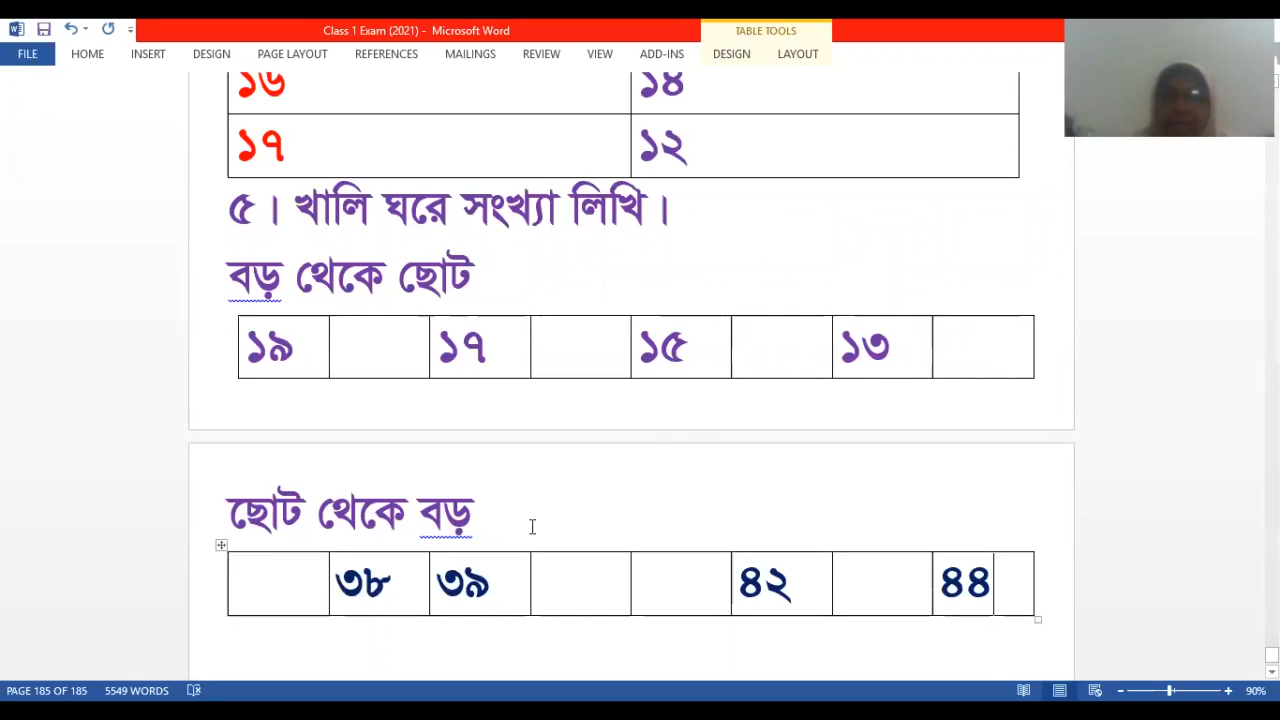 Class 1 Exam (2021) - Microsoft Word
TABLE TOOLS
FILE HOME INSERT DESIGN PAGE LAYOUT REFERENCES MAILINGS REVIEW VIEW ADD-INS DESIGN LAYOUT
১৬ ১৪
১৭ ১২
৫। খালি ঘরে সংখ্যা লিখি।
বড় থেকে ছোট
১৯ ১৭ ১৫ ১৩
ছোট থেকে বড়
৩৮ ৩৯ ৪২ ৪৪
PAGE 185 OF 185 5549 WORDS 90%